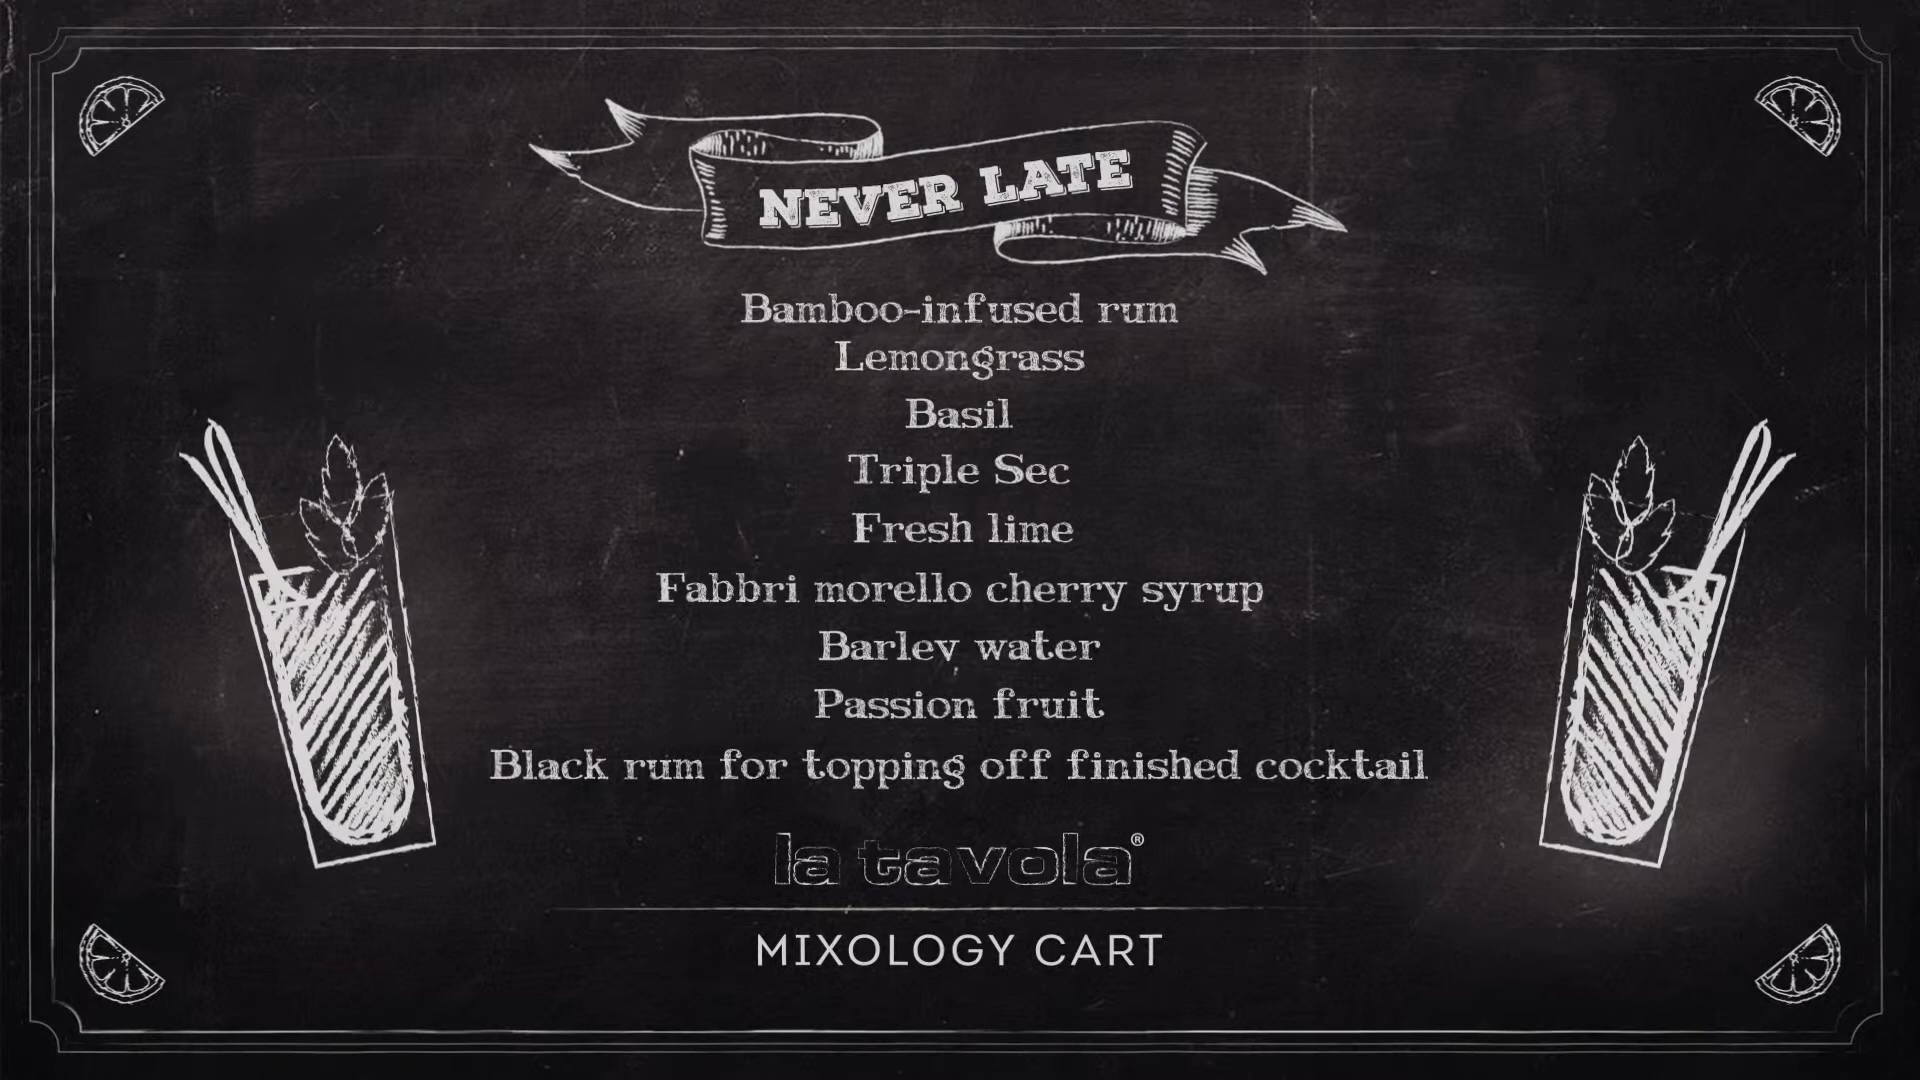 NEVER LATE
Bamboo-infused rum
Lemongrass
Basil
Triple Sec
Fresh lime
Fabbri morello cherry syrup
Barley water
Passion fruit
Black rum for topping off finished cocktail
la tavola®
MIXOLOGY CART